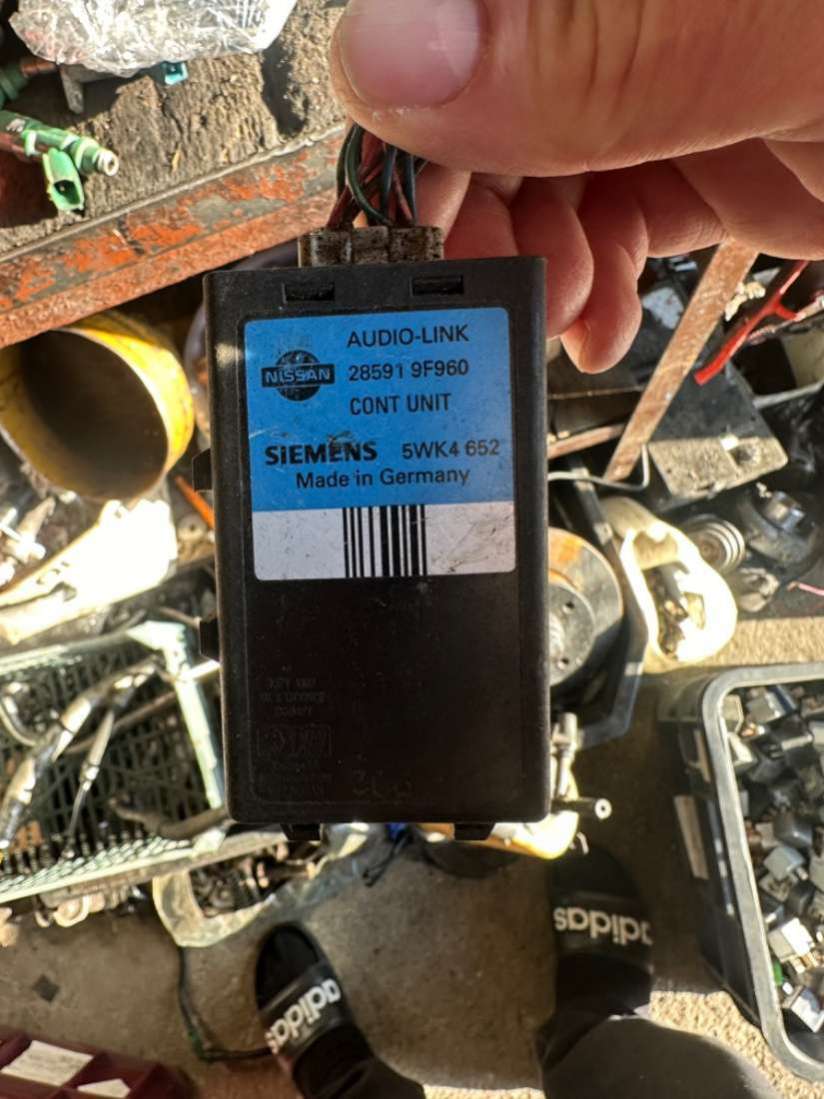 AUDIO-LINK
NISSAN
28591 9F960
CONT UNIT
SIEMENS 5WK4 652
Made in Germany
adidas
adidas